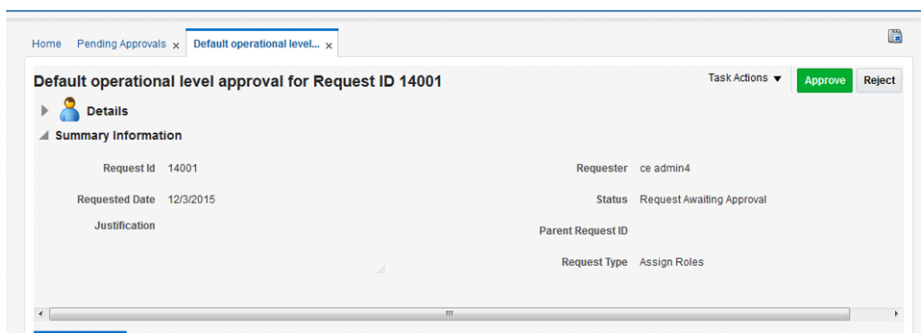 Home Pending Approvals x Default operational level... x
Default operational level approval for Request ID 14001 Task Actions Approve Reject
Details
Summary Information
Request Id 14001 Requester ce admin4
Requested Date 12/3/2015 Status Request Awaiting Approval
Justification Parent Request ID
Request Type Assign Roles